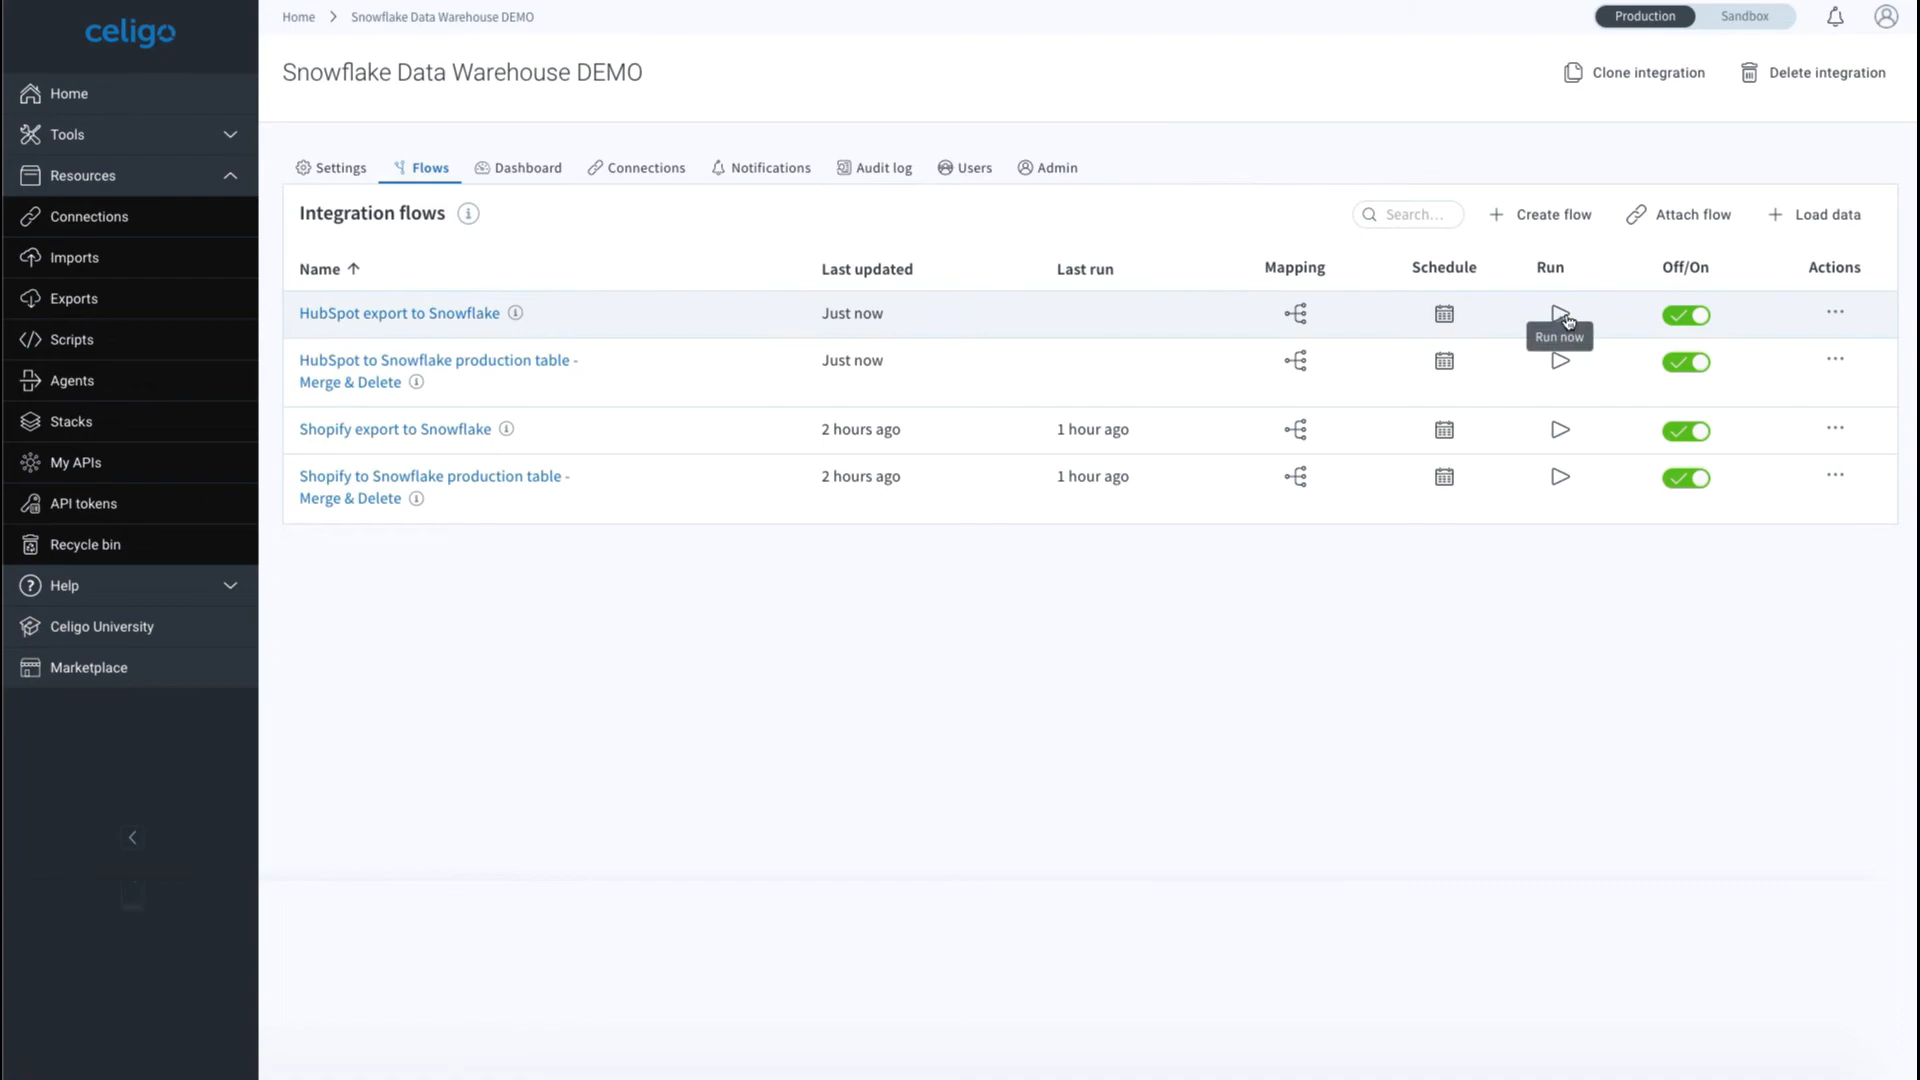 celigo
Home
Tools
Resources
Connections
Imports
Exports
Scripts
Agents
Stacks
My APIs
API tokens
Recycle bin
Help
Celigo University
Marketplace
Home > Snowflake Data Warehouse DEMO
Production Sandbox
Snowflake Data Warehouse DEMO
Clone integration Delete integration
Settings Flows Dashboard Connections Notifications Audit log Users Admin
Integration flows
Search... + Create flow Attach flow + Load data
Name ↑ Last updated Last run Mapping Schedule Run Off/On Actions
HubSpot export to Snowflake Just now
Run now
HubSpot to Snowflake production table - Just now
Merge & Delete
Shopify export to Snowflake 2 hours ago 1 hour ago
Shopify to Snowflake production table - 2 hours ago 1 hour ago
Merge & Delete